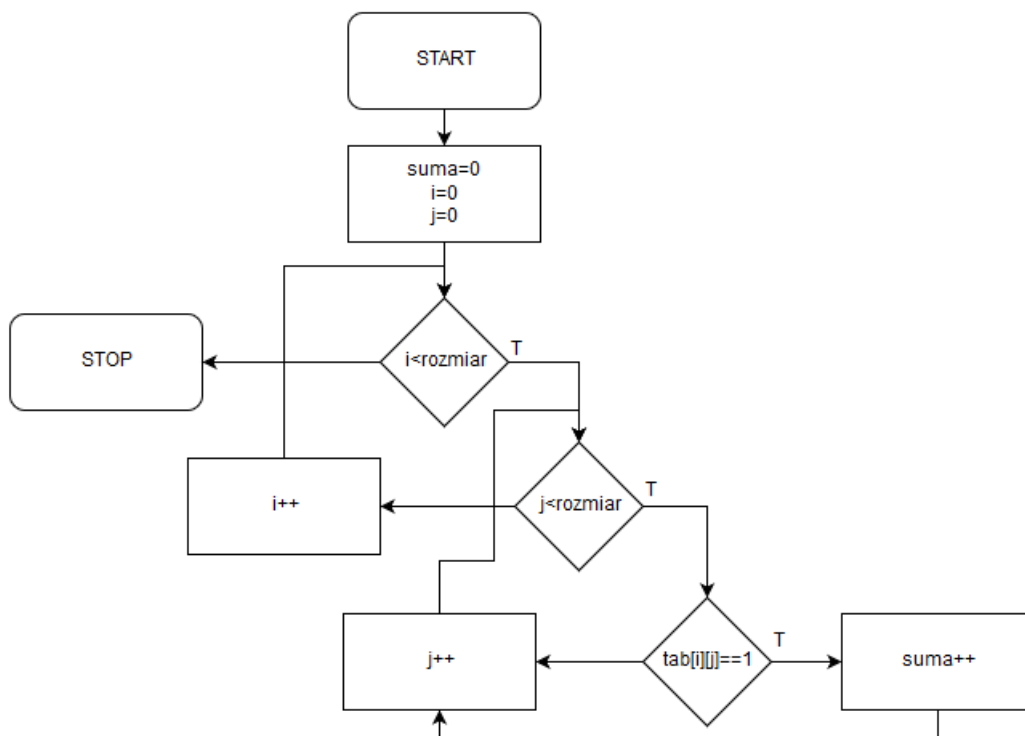 START
suma=0
i=0
j=0
i<rozmiar
T
STOP
j<rozmiar
T
i++
tab[i][j]==1
T
j++
suma++